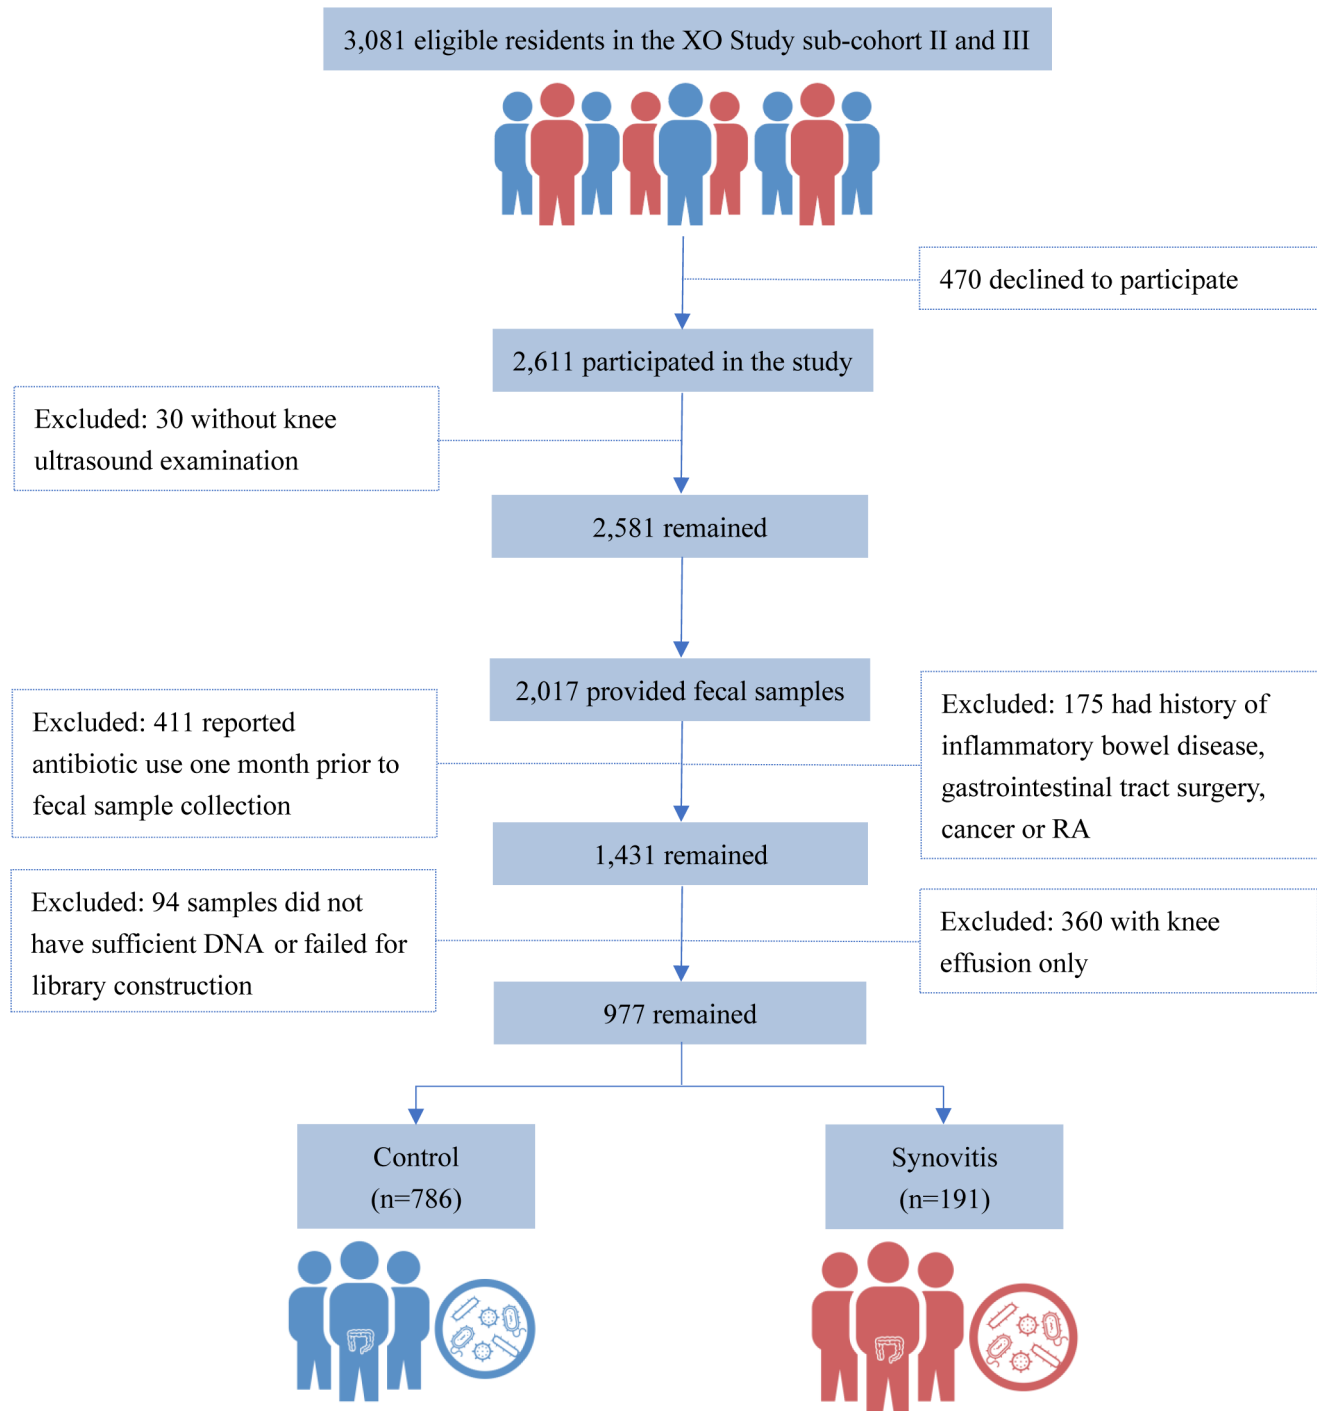 3,081 eligible residents in the XO Study sub-cohort II and III
470 declined to participate
2,611 participated in the study
Excluded: 30 without knee
ultrasound examination
2,581 remained
2,017 provided fecal samples
Excluded: 411 reported
antibiotic use one month prior to
fecal sample collection
Excluded: 175 had history of
inflammatory bowel disease,
gastrointestinal tract surgery,
cancer or RA
1,431 remained
Excluded: 94 samples did not
have sufficient DNA or failed for
library construction
Excluded: 360 with knee
effusion only
977 remained
Control
(n=786)
Synovitis
(n=191)